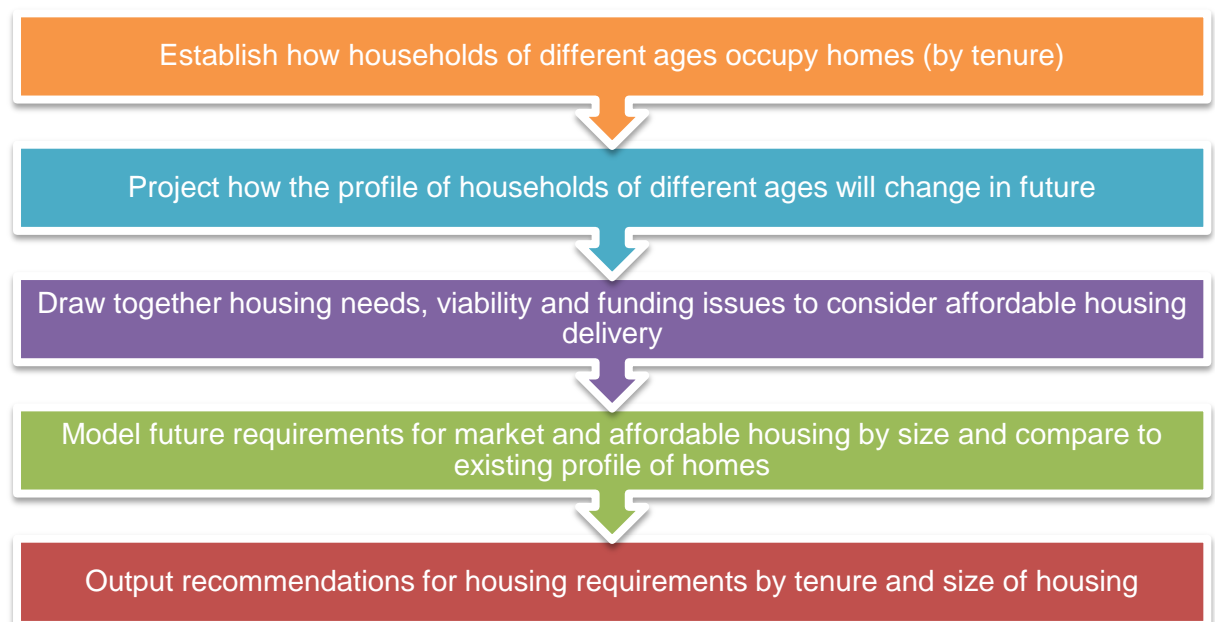 Establish how households of different ages occupy homes (by tenure)
Project how the profile of households of different ages will change in future
Draw together housing needs, viability and funding issues to consider affordable housing
delivery
Model future requirements for market and affordable housing by size and compare to
existing profile of homes
Output recommendations for housing requirements by tenure and size of housing